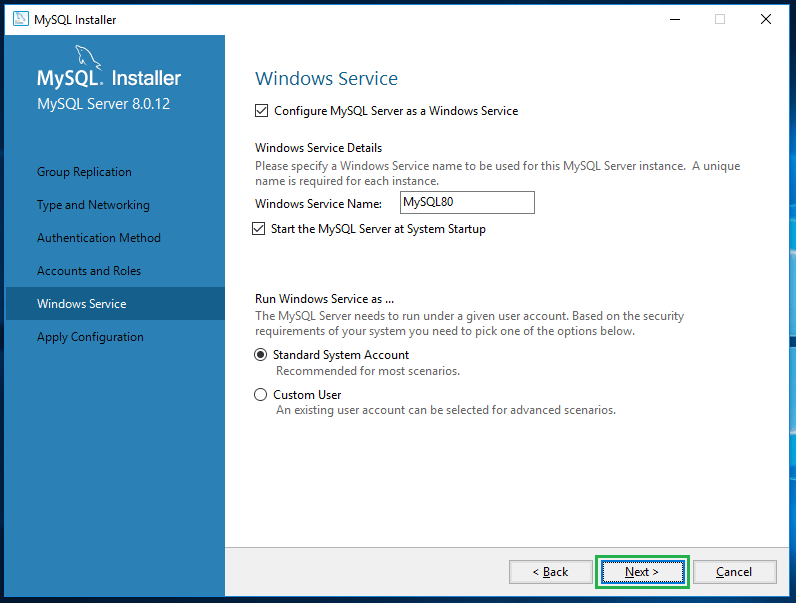 MySQL Installer
MySQL. Installer
MySQL Server 8.0.12
Group Replication
Type and Networking
Authentication Method
Accounts and Roles
Windows Service
Apply Configuration
Windows Service
Configure MySQL Server as a Windows Service
Windows Service Details
Please specify a Windows Service name to be used for this MySQL Server instance. A unique
name is required for each instance.
Windows Service Name: MySQL80
Start the MySQL Server at System Startup
Run Windows Service as ...
The MySQL Server needs to run under a given user account. Based on the security
requirements of your system you need to pick one of the options below.
Standard System Account
Recommended for most scenarios.
Custom User
An existing user account can be selected for advanced scenarios.
< Back Next > Cancel